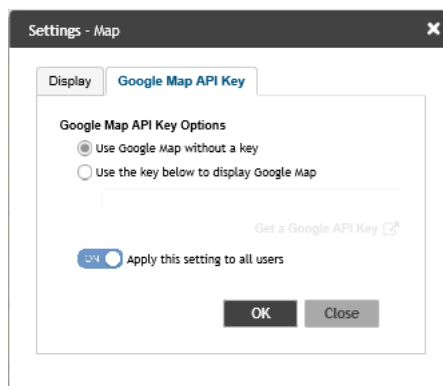 Settings - Map
Display
Google Map API Key
Google Map API Key Options
Use Google Map without a key
Use the key below to display Google Map
Get a Google API Key
ON
Apply this setting to all users
OK
Close